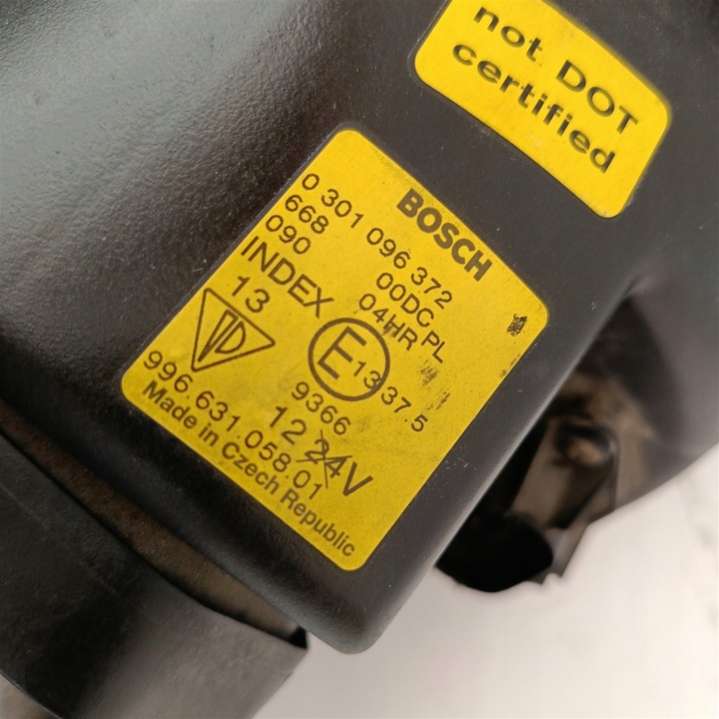 not DOT
certified
BOSCH
0 301 096 372
668 00DC
090 04HR PL
INDEX
13 E 13 37.5
9366
12 24V
996.631.058.01
Made in Czech Republic